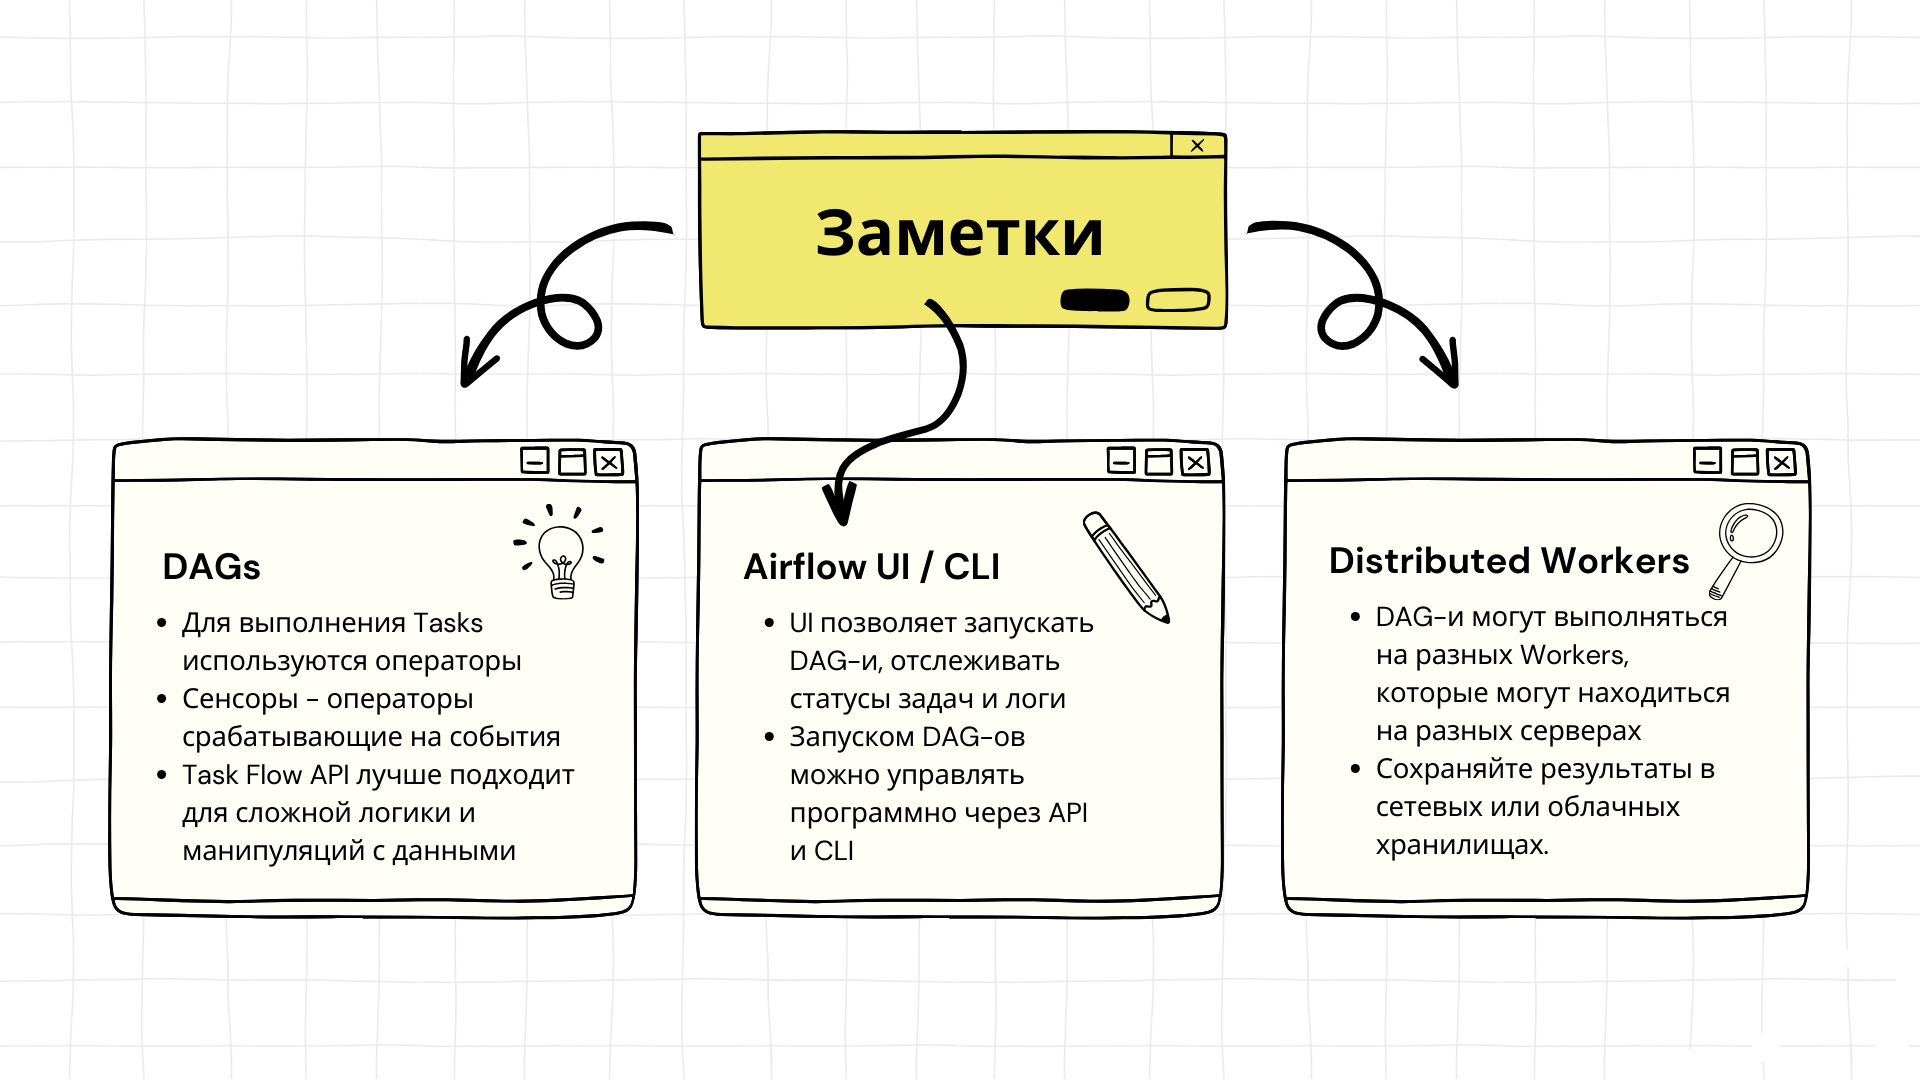 Заметки
DAGs
• Для выполнения Tasks
используются операторы
• Сенсоры - операторы
срабатывающие на события
• Task Flow API лучше подходит
для сложной логики и
манипуляций с данными
Airflow UI / CLI
• UI позволяет запускать
DAG-и, отслеживать
статусы задач и логи
• Запуском DAG-ов
можно управлять
программно через API
и CLI
Distributed Workers
• DAG-и могут выполняться
на разных Workers,
которые могут находиться
на разных серверах
• Сохраняйте результаты в
сетевых или облачных
хранилищах.